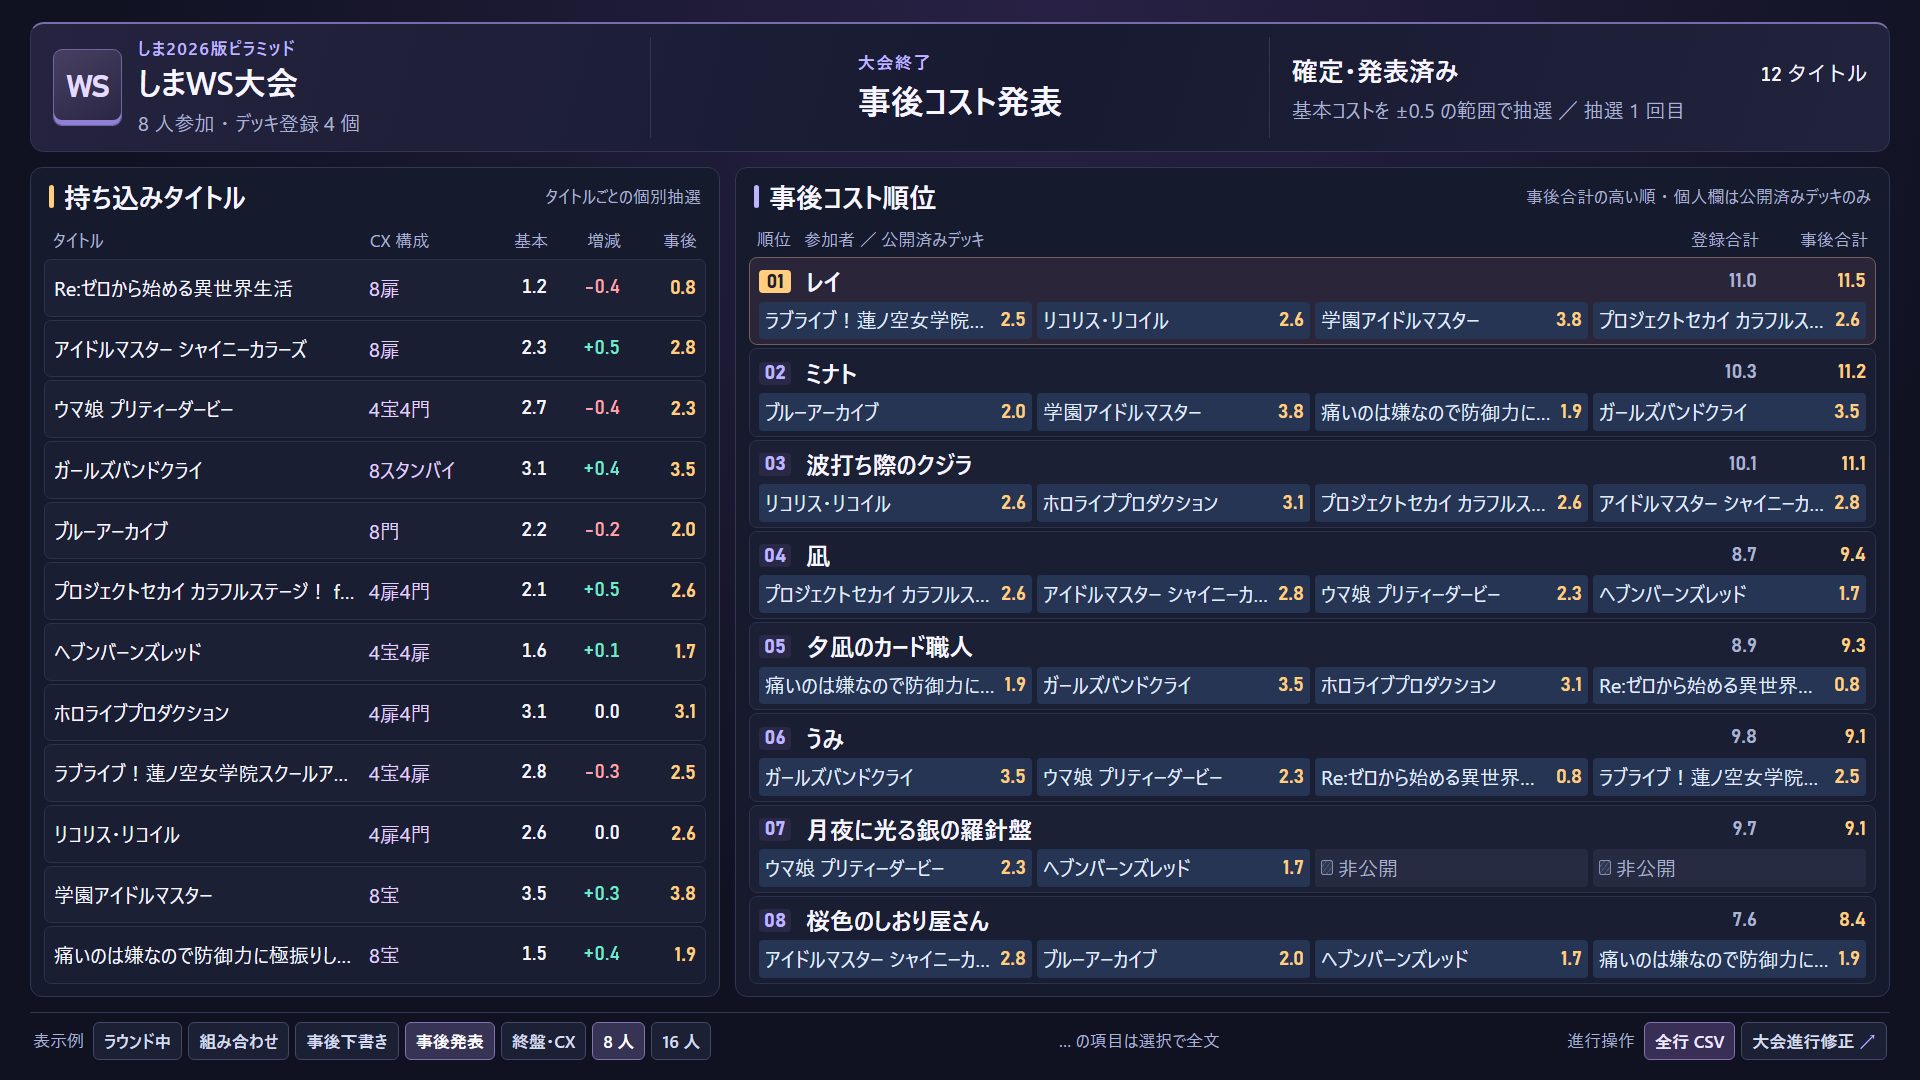 WS
しま2026版ピラミッド
しまWS大会
8 人参加・デッキ登録 4 個
大会終了
事後コスト発表
確定・発表済み
12 タイトル
基本コストを ±0.5 の範囲で抽選 ／ 抽選 1 回目
持ち込みタイトル
タイトルごとの個別抽選
タイトル CX 構成 基本 増減 事後
Re:ゼロから始める異世界生活 8扉 1.2 -0.4 0.8
アイドルマスター シャイニーカラーズ 8扉 2.3 +0.5 2.8
ウマ娘 プリティーダービー 4宝4門 2.7 -0.4 2.3
ガールズバンドクライ 8スタンバイ 3.1 +0.4 3.5
ブルーアーカイブ 8門 2.2 -0.2 2.0
プロジェクトセカイ カラフルステージ！ f... 4扉4門 2.1 +0.5 2.6
ヘブンバーンズレッド 4宝4扉 1.6 +0.1 1.7
ホロライブプロダクション 4扉4門 3.1 0.0 3.1
ラブライブ！蓮ノ空女学院スクールア... 4宝4扉 2.8 -0.3 2.5
リコリス・リコイル 4扉4門 2.6 0.0 2.6
学園アイドルマスター 8宝 3.5 +0.3 3.8
痛いのは嫌なので防御力に極振りし... 8宝 1.5 +0.4 1.9
事後コスト順位
事後合計の高い順・個人欄は公開済みデッキのみ
順位 参加者 ／ 公開済みデッキ 登録合計 事後合計
01 レイ 11.0 11.5
ラブライブ！蓮ノ空女学院... 2.5 リコリス・リコイル 2.6 学園アイドルマスター 3.8 プロジェクトセカイ カラフルス... 2.6
02 ミナト 10.3 11.2
ブルーアーカイブ 2.0 学園アイドルマスター 3.8 痛いのは嫌なので防御力に... 1.9 ガールズバンドクライ 3.5
03 波打ち際のクジラ 10.1 11.1
リコリス・リコイル 2.6 ホロライブプロダクション 3.1 プロジェクトセカイ カラフルス... 2.6 アイドルマスター シャイニーカ... 2.8
04 凪 8.7 9.4
プロジェクトセカイ カラフルス... 2.6 アイドルマスター シャイニーカ... 2.8 ウマ娘 プリティーダービー 2.3 ヘブンバーンズレッド 1.7
05 夕凪のカード職人 8.9 9.3
痛いのは嫌なので防御力に... 1.9 ガールズバンドクライ 3.5 ホロライブプロダクション 3.1 Re:ゼロから始める異世界... 0.8
06 うみ 9.8 9.1
ガールズバンドクライ 3.5 ウマ娘 プリティーダービー 2.3 Re:ゼロから始める異世界... 0.8 ラブライブ！蓮ノ空女学院... 2.5
07 月夜に光る銀の羅針盤 9.7 9.1
ウマ娘 プリティーダービー 2.3 ヘブンバーンズレッド 1.7 非公開 非公開
08 桜色のしおり屋さん 7.6 8.4
アイドルマスター シャイニーカ... 2.8 ブルーアーカイブ 2.0 ヘブンバーンズレッド 1.7 痛いのは嫌なので防御力に... 1.9
表示例 ラウンド中 組み合わせ 事後下書き 事後発表 終盤・CX 8 人 16 人
... の項目は選択で全文
進行操作 全行 CSV 大会進行修正 ↗